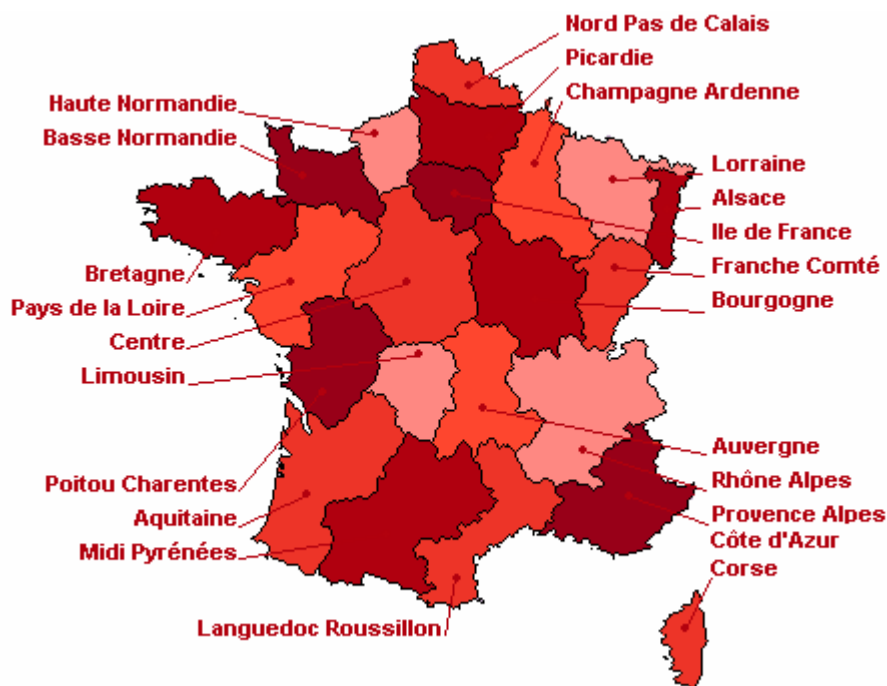 Nord Pas de Calais
Picardie
Champagne Ardenne
Haute Normandie
Basse Normandie
Lorraine
Alsace
Ile de France
Franche Comté
Bourgogne
Bretagne
Pays de la Loire
Centre
Limousin
Auvergne
Rhône Alpes
Provence Alpes
Côte d'Azur
Corse
Poitou Charentes
Aquitaine
Midi Pyrénées
Languedoc Roussillon